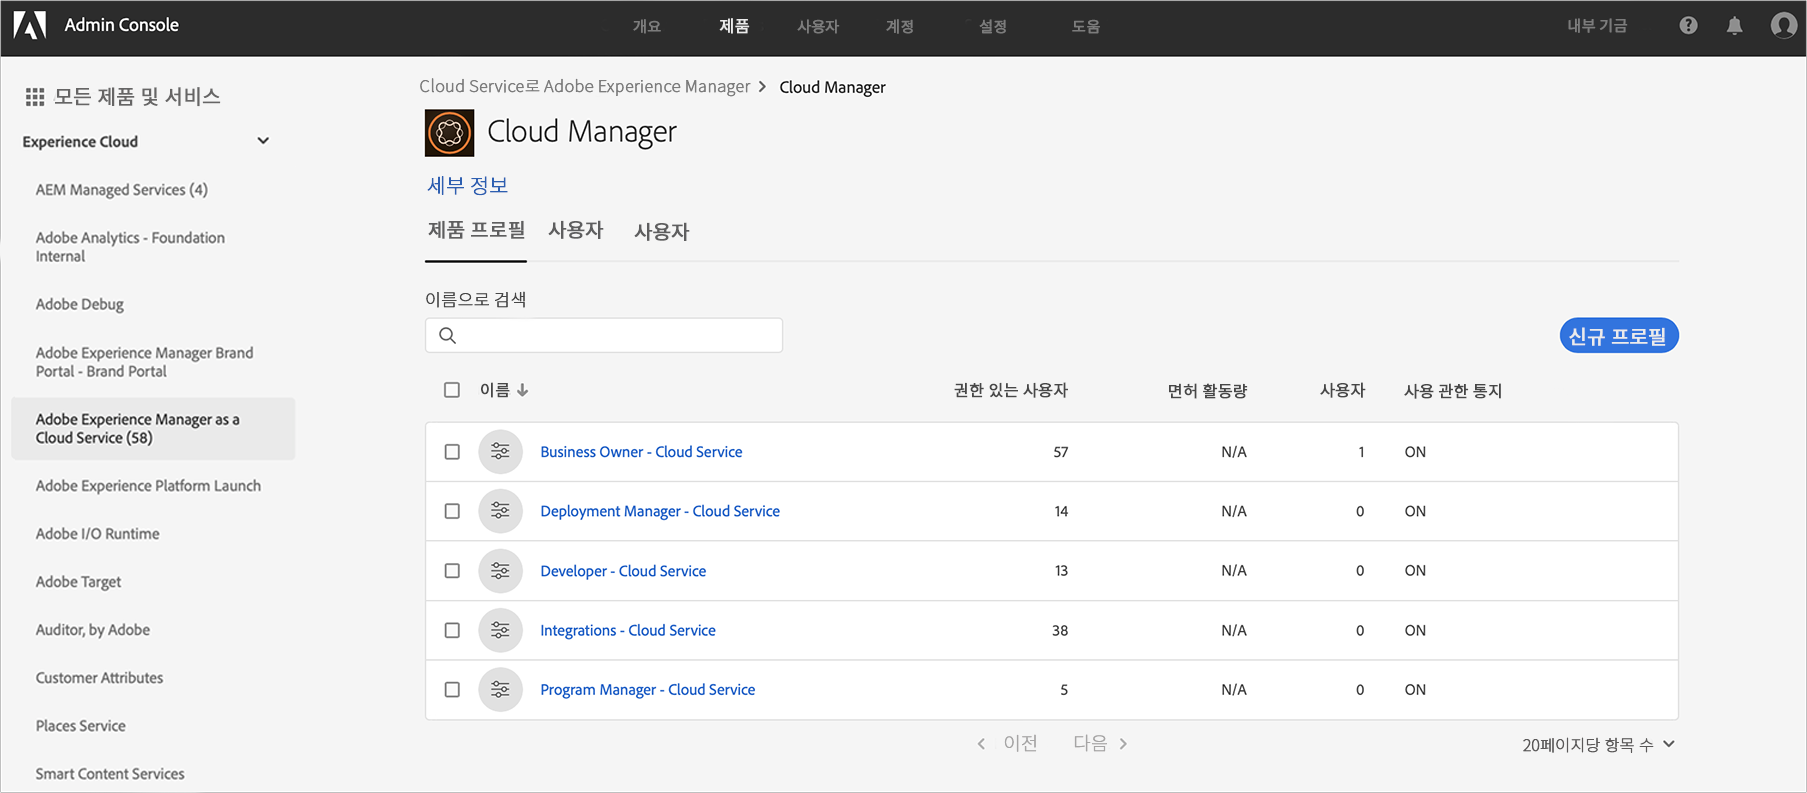 Admin Console 개요 제품 사용자 계정 설정 도움 내부 기금
모든 제품 및 서비스
Experience Cloud
AEM Managed Services (4)
Adobe Analytics - Foundation
Internal
Adobe Debug
Adobe Experience Manager Brand
Portal - Brand Portal
Adobe Experience Manager as a
Cloud Service (58)
Adobe Experience Platform Launch
Adobe I/O Runtime
Adobe Target
Auditor, by Adobe
Customer Attributes
Places Service
Smart Content Services
Cloud Service로 Adobe Experience Manager > Cloud Manager
Cloud Manager
세부 정보
제품 프로필 사용자 사용자
이름으로 검색
신규 프로필
이름 권한 있는 사용자 면허 활동량 사용자 사용 관한 통지
Business Owner - Cloud Service 57 N/A 1 ON
Deployment Manager - Cloud Service 14 N/A 0 ON
Developer - Cloud Service 13 N/A 0 ON
Integrations - Cloud Service 38 N/A 0 ON
Program Manager - Cloud Service 5 N/A 0 ON
이전 다음 20페이지당 항목 수